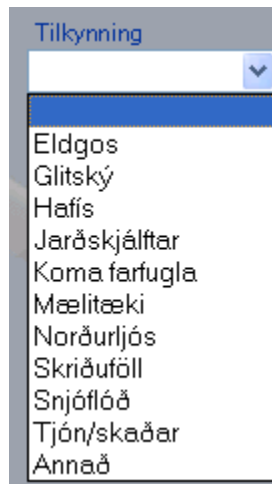 Tilkynning
Eldgos
Glitský
Hafís
Jarðskjálftar
Koma farfugla
Mælitæki
Norðurljós
Skriðuföll
Snjóflóð
Tjón/skaðar
Annað